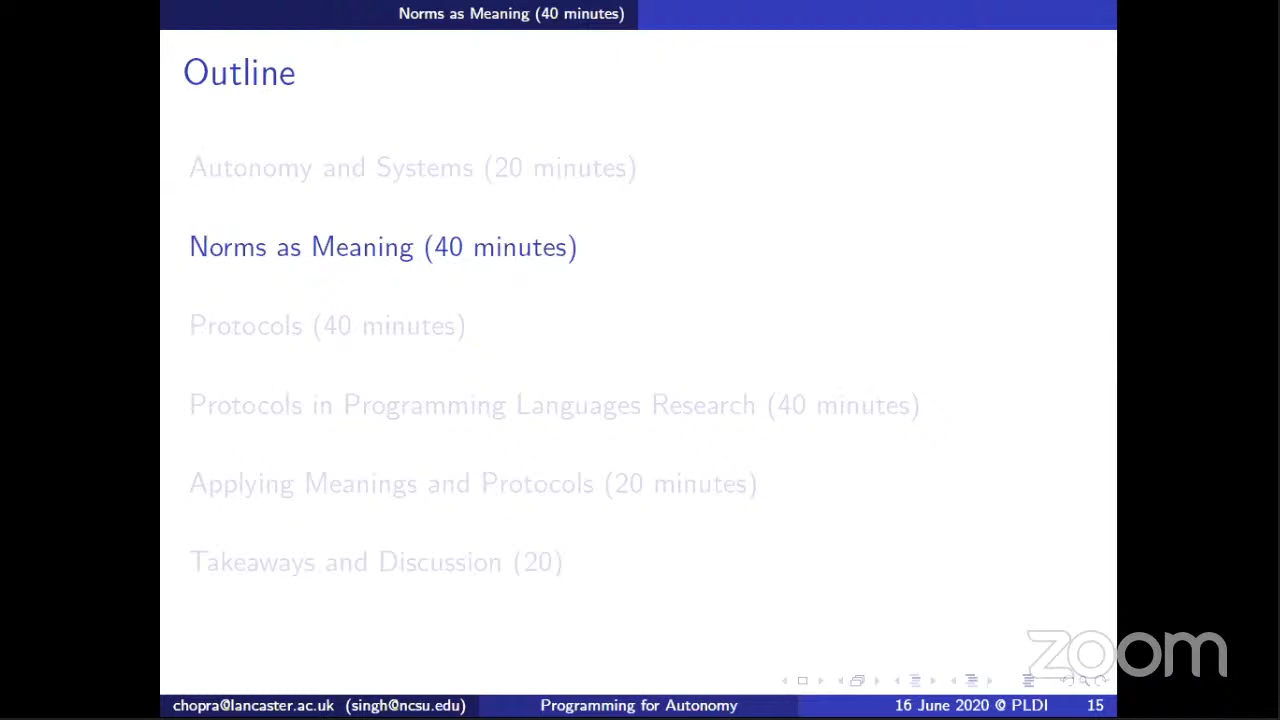 Norms as Meaning (40 minutes)
Outline
Autonomy and Systems (20 minutes)
Norms as Meaning (40 minutes)
Protocols (40 minutes)
Protocols in Programming Languages Research (40 minutes)
Applying Meanings and Protocols (20 minutes)
Takeaways and Discussion (20)
zoom
chopra@lancaster.ac.uk (singh@ncsu.edu) Programming for Autonomy 16 June 2020 @ PLDI 15